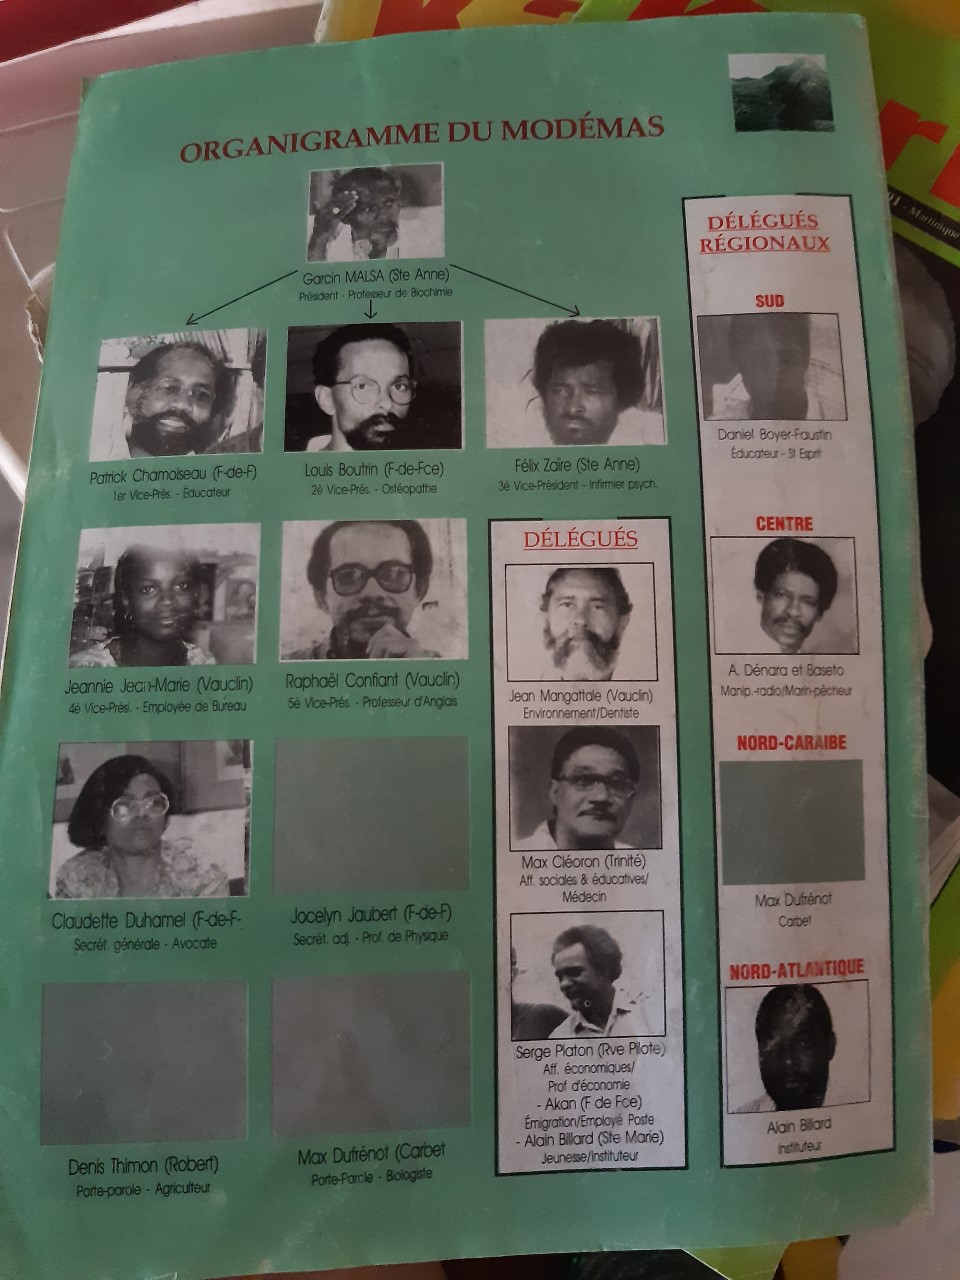 ORGANIGRAMME DU MODÉMAS
Garcin MALSA (Ste Anne)
Président - Professeur de Biochimie
Patrick Chamoiseau (F-de-F)
1er Vice-Prés. - Éducateur
Louis Boutrin (F-de-Fce)
2è Vice-Prés. - Ostéopathe
Félix Zaïre (Ste Anne)
3è Vice-Président - Infirmier psych.
Jeannie Jean-Marie (Vauclin)
4è Vice-Prési. - Employée de Bureau
Raphaël Confiant (Vauclin)
5è Vice-Prés. - Professeur d'Anglais
Claudette Duhamel (F-de-F-
Secrét. générale - Avocate
Jocelyn Jaubert (F-de-F)
Secrét. adj. - Prof. de Physique
Denis Thimon (Robert)
Porte-parole - Agriculteur
Max Dufrénot (Carbet
Porte-Parole - Biologiste
DÉLÉGUÉS
Jean Mangattale (Vauclin)
Environnement/Dentiste
Max Cléoron (Trinité)
Aff. sociales & éducatives/
Médecin
Serge Platon (Rve Pilote)
Aff. économiques/
Prof d'économie
- Akan (F de Fce)
Émigration/Employé Poste
- Alain Billard (Ste Marie)
Jeunesse/Instituteur
DÉLÉGUÉS
RÉGIONAUX
SUD
Daniel Boyer-Faustin
Éducateur - St Esprit
CENTRE
A. Dénara et Baseto
Manip.-radio/Marin-pêcheur
NORD-CARAIBE
Max Dufrénot
Carbet
NORD-ATLANTIQUE
Alain Billard
Instituteur
01 - Martinique